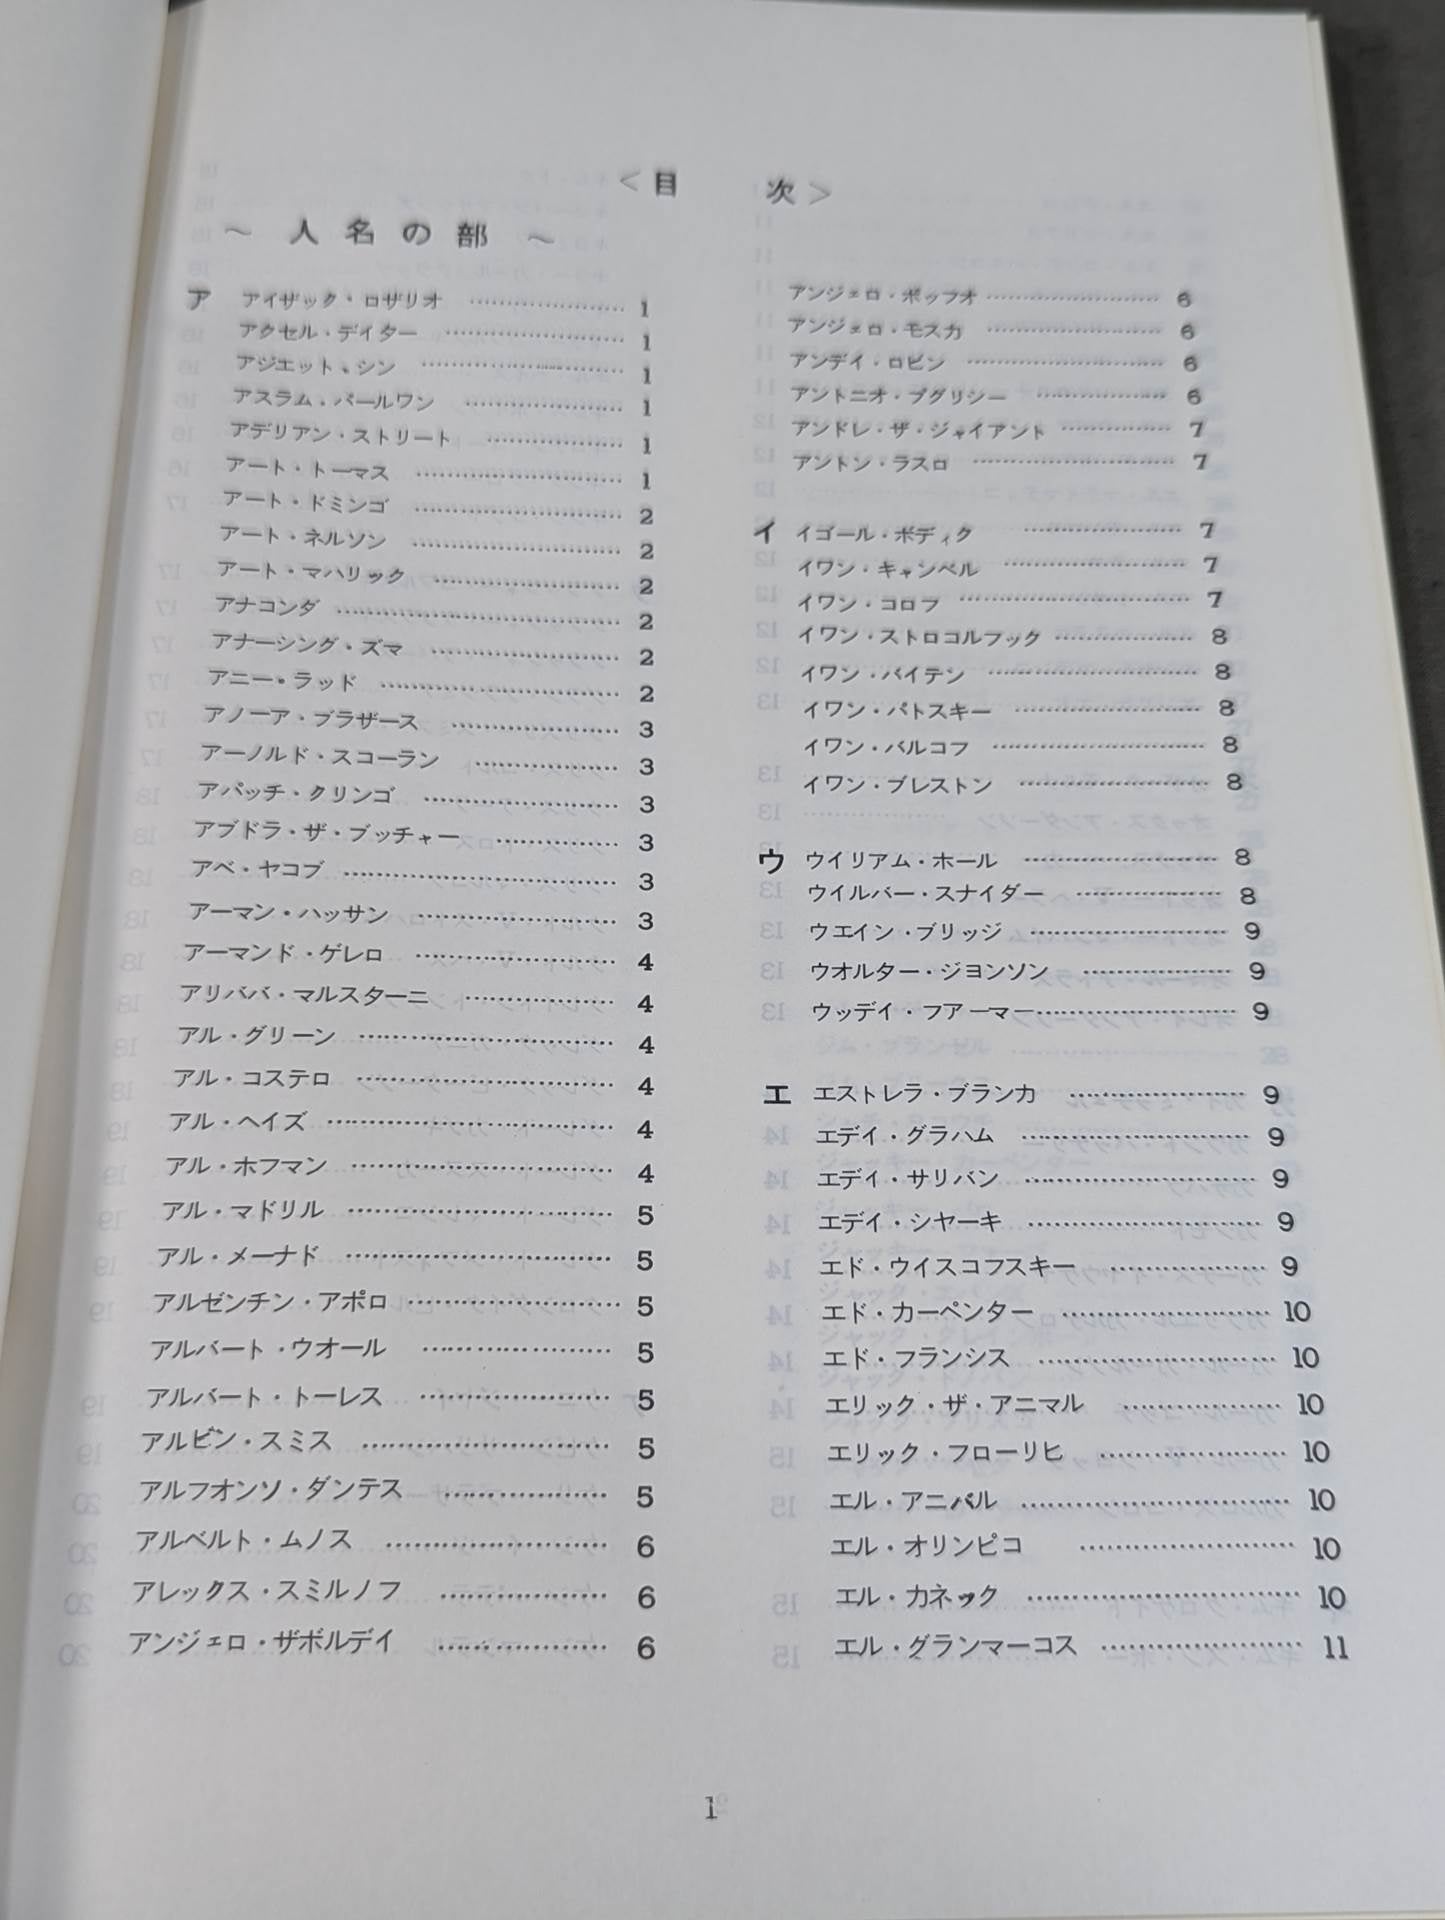 <目　次>
～ 人名の部 ～
ア アイザック・ロザリオ ………………… 1
アクセル・デイター ………………… 1
アジエット・シン ………………… 1
アスラム・パールワン ………………… 1
アデリアン・ストリート ………………… 1
アート・トーマス ………………… 1
アート・ドミンゴ ………………… 2
アート・ネルソン ………………… 2
アート・マハリック ………………… 2
アナコンダ ………………… 2
アナーシング・ズマ ………………… 2
アニー・ラッド ………………… 2
アノーア・ブラザース ………………… 3
アーノルド・スコーラン ………………… 3
アパッチ・クリンゴ ………………… 3
アブドラ・ザ・ブッチャー ………………… 3
アベ・ヤコブ ………………… 3
アーマン・ハッサン ………………… 3
アーマンド・ゲレロ ………………… 4
アリババ・マルスターニ ………………… 4
アル・グリーン ………………… 4
アル・コステロ ………………… 4
アル・ヘイズ ………………… 4
アル・ホフマン ………………… 4
アル・マドリル ………………… 5
アル・メーナド ………………… 5
アルゼンチン・アポロ ………………… 5
アルバート・ウオール ………………… 5
アルバート・トーレス ………………… 5
アルビン・スミス ………………… 5
アルフオンソ・ダンテス ………………… 5
アルベルト・ムノス ………………… 6
アレックス・スミルノフ ………………… 6
アンジェロ・ザボルデイ ………………… 6
アンジェロ・ポッフオ ………………… 6
アンジェロ・モスカ ………………… 6
アンデイ・ロビン ………………… 6
アントニオ・プグリシー ………………… 6
アンドレ・ザ・ジャイアント ………………… 7
アントン・ラスロ ………………… 7
イ イゴール・ボディク ………………… 7
イワン・キャンベル ………………… 7
イワン・コロフ ………………… 7
イワン・ストロコルフック ………………… 8
イワン・バイテン ………………… 8
イワン・バトスキー ………………… 8
イワン・バルコフ ………………… 8
イワン・ブレストン ………………… 8
ウ ウイリアム・ホール ………………… 8
ウイルバー・スナイダー ………………… 8
ウエイン・ブリッジ ………………… 9
ウオルター・ジヨンソン ………………… 9
ウッデイ・フアーマー ………………… 9
エ エストレラ・ブランカ ………………… 9
エデイ・グラハム ………………… 9
エデイ・サリバン ………………… 9
エデイ・シヤーキ ………………… 9
エド・ウイスコフスキー ………………… 9
エド・カーペンター ………………… 10
エド・フランシス ………………… 10
エリック・ザ・アニマル ………………… 10
エリック・フローリヒ ………………… 10
エル・アニバル ………………… 10
エル・オリンピコ ………………… 10
エル・カネック ………………… 10
エル・グランマーコス ………………… 11
1